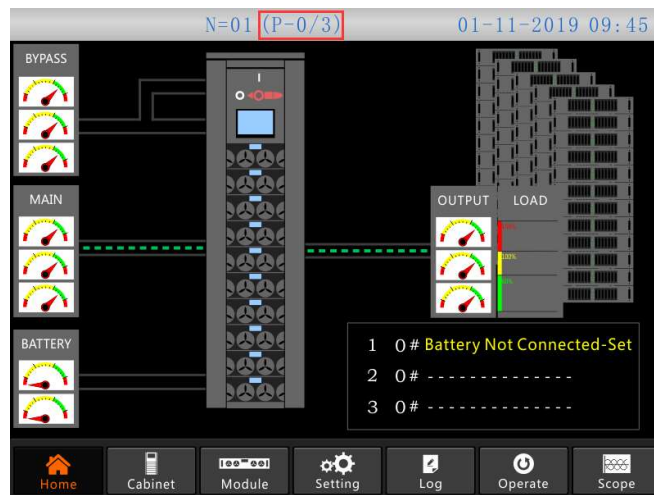 N=01 (P-0/3) 01-11-2019 09:45
BYPASS
MAIN
OUTPUT LOAD
100%
BATTERY
1 0# Battery Not Connected-Set
2 0# - - - - - - - - - - - - - -
3 0# - - - - - - - - - - - - - -
Home Cabinet Module Setting Log Operate Scope